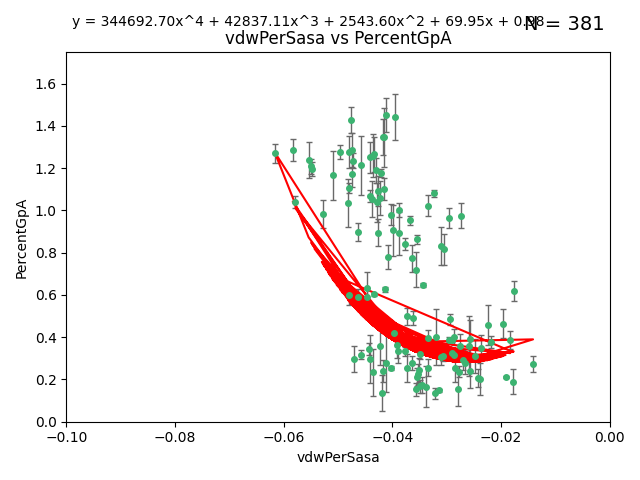 y = 344692.70x^4 + 42837.11x^3 + 2543.60x^2 + 69.95x + 0.98
N = 381
vdwPerSasa vs PercentGpA
PercentGpA
1.6
1.4
1.2
1.0
0.8
0.6
0.4
0.2
0.0
−0.10 −0.08 −0.06 −0.04 −0.02 0.00
vdwPerSasa